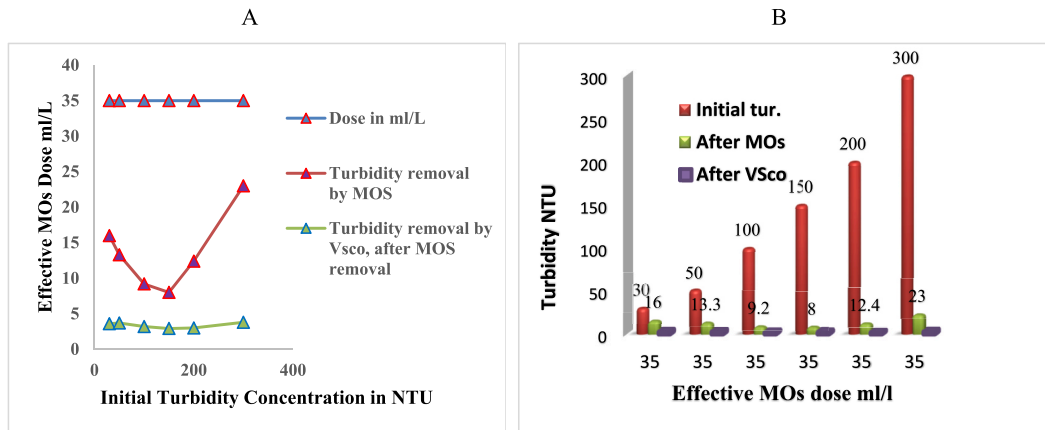 A
40
35
30
25
20
15
10
5
0
0
200
400
Effective MOs Dose ml/L
Initial Turbidity Concentration in NTU
Dose in ml/L
Turbidity removal
by MOS
Turbidity removal by
Vsco, after MOS
removal
B
300
250
200
150
100
50
0
Turbidity NTU
Initial tur.
After MOs
After VSco
30
16
50
13.3
100
9.2
150
8
200
12.4
300
23
35
35
35
35
35
35
Effective MOs dose ml/l